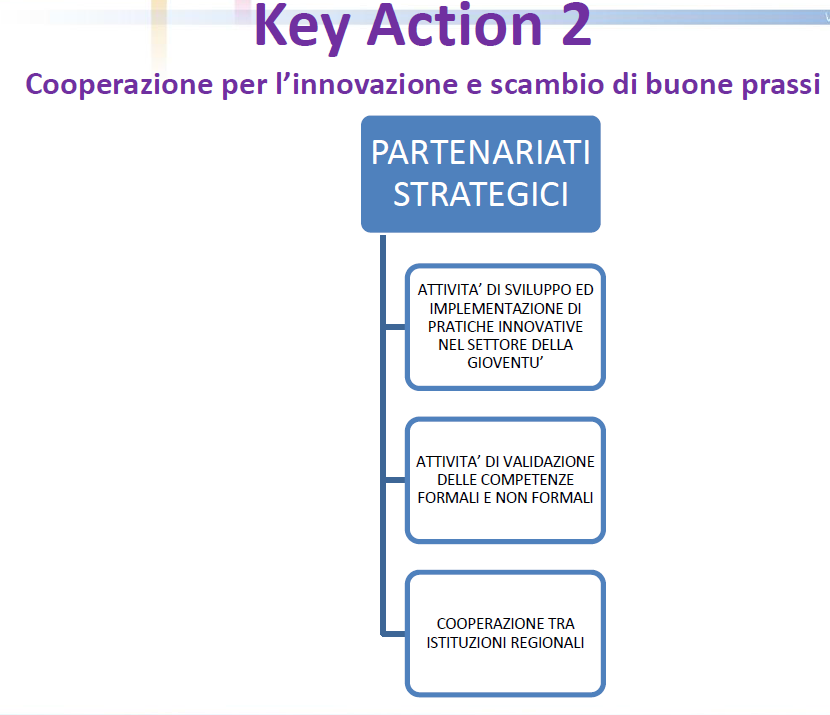 Key Action 2
Cooperazione per l’innovazione e scambio di buone prassi
PARTENARIATI
STRATEGICI
ATTIVITA’ DI SVILUPPO ED
IMPLEMENTAZIONE DI
PRATICHE INNOVATIVE
NEL SETTORE DELLA
GIOVENTU’
ATTIVITA’ DI VALIDAZIONE
DELLE COMPETENZE
FORMALI E NON FORMALI
COOPERAZIONE TRA
ISTITUZIONI REGIONALI